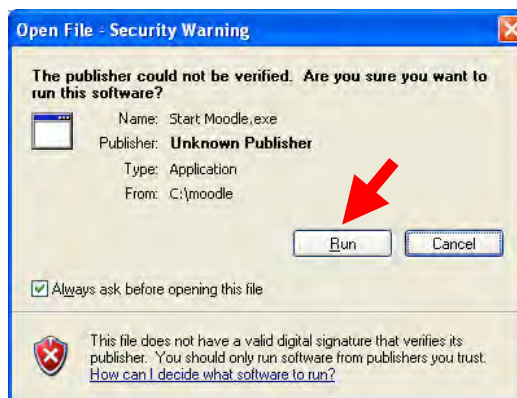 Open File - Security Warning
The publisher could not be verified. Are you sure you want to
run this software?
Name: Start Moodle.exe
Publisher: Unknown Publisher
Type: Application
From: C:\moodle
Run Cancel
Always ask before opening this file
This file does not have a valid digital signature that verifies its
publisher. You should only run software from publishers you trust.
How can I decide what software to run?